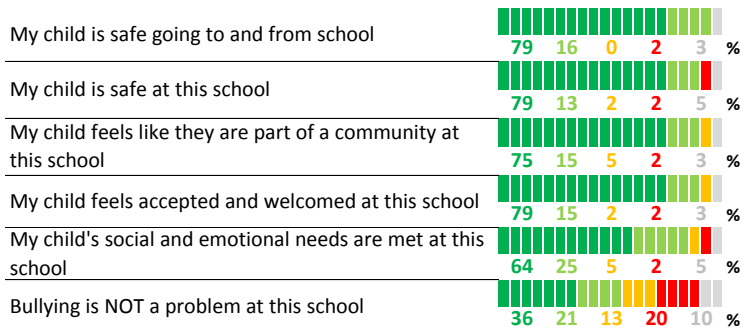 My child is safe going to and from school
79 16 0 2 3 %
My child is safe at this school
79 13 2 2 5 %
My child feels like they are part of a community at
this school
75 15 5 2 3 %
My child feels accepted and welcomed at this school
79 15 2 2 3 %
My child's social and emotional needs are met at this
school
64 25 5 2 5 %
Bullying is NOT a problem at this school
36 21 13 20 10 %